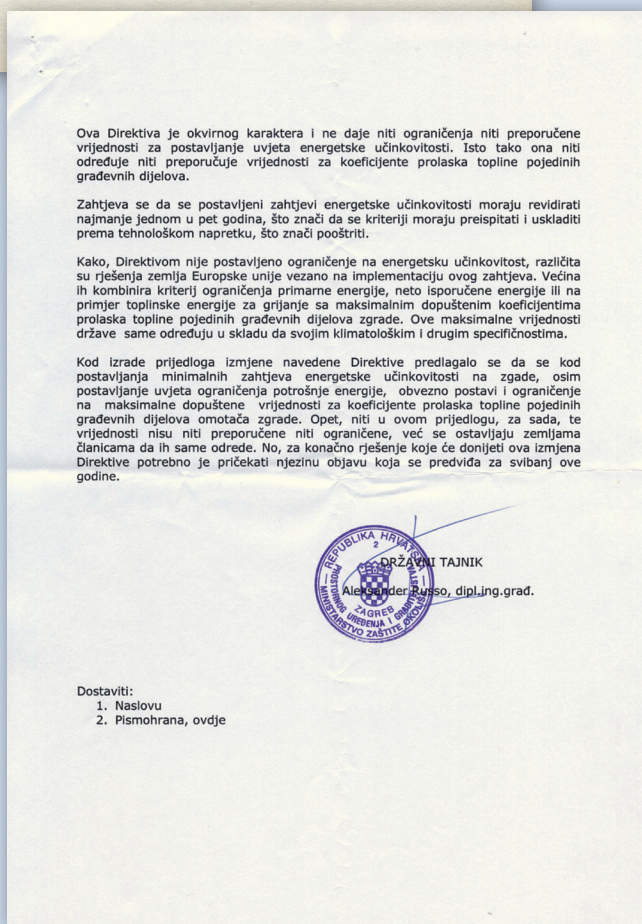 Ova Direktiva je okvirnog karaktera i ne daje niti ograničenja niti preporučene
vrijednosti za postavljanje uvjeta energetske učinkovitosti. Isto tako ona niti
određuje niti preporučuje vrijednosti za koeficijente prolaska topline pojedinih
građevnih dijelova.
Zahtjeva se da se postavljeni zahtjevi energetske učinkovitosti moraju revidirati
najmanje jednom u pet godina, što znači da se kriteriji moraju preispitati i uskladiti
prema tehnološkom napretku, što znači pooštriti.
Kako, Direktivom nije postavljeno ograničenje na energetsku učinkovitost, različita
su rješenja zemlja Europske unije vezano na implementaciju ovog zahtjeva. Većina
ih kombinira kriterij ograničenja primarne energije, neto isporučene energije ili na
primjer toplinske energije za grijanje sa maksimalnim dopuštenim koeficijentima
prolaska topline pojedinih građevnih dijelova zgrade. Ove maksimalne vrijednosti
države same određuju u skladu da svojim klimatološkim i drugim specifičnostima.
Kod izrade prijedloga izmjene navedene Direktive predlagalo se da se kod
postavljanja minimalnih zahtjeva energetske učinkovitosti na zgade, osim
postavljanje uvjeta ograničenja potrošnje energije, obvezno postavi i ograničenje
na maksimalne dopuštene vrijednosti za koeficijente prolaska topline pojedinih
građevnih dijelova omotača zgrade. Opet, niti u ovom prijedlogu, za sada, te
vrijednosti nisu niti preporučene niti ograničene, već se ostavljaju zemljama
članicama da ih same odrede. No, za konačno rješenje koje će donijeti ova izmjena
Direktive potrebno je pričekati njezinu objavu koja se predviđa za svibanj ove
godine.
REPUBLIKA HRVATSKA
2
MINISTARSTVO ZAŠTITE OKOLIŠA
PROSTORNOG UREĐENJA I GRADITELJSTVA
ZAGREB
DRŽAVNI TAJNIK
Aleksander Russo, dipl.ing.građ.
Dostaviti:
1. Naslovu
2. Pismohrana, ovdje